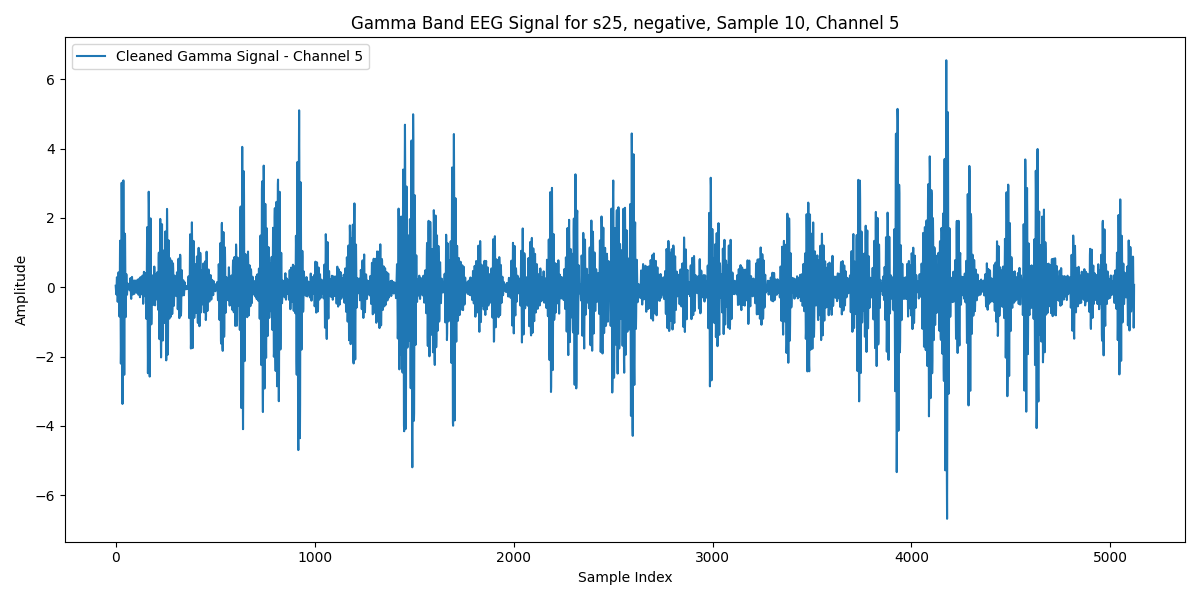 Gamma Band EEG Signal for s25, negative, Sample 10, Channel 5
Cleaned Gamma Signal - Channel 5
6
4
2
0
−2
−4
−6
Amplitude
0 1000 2000 3000 4000 5000
Sample Index